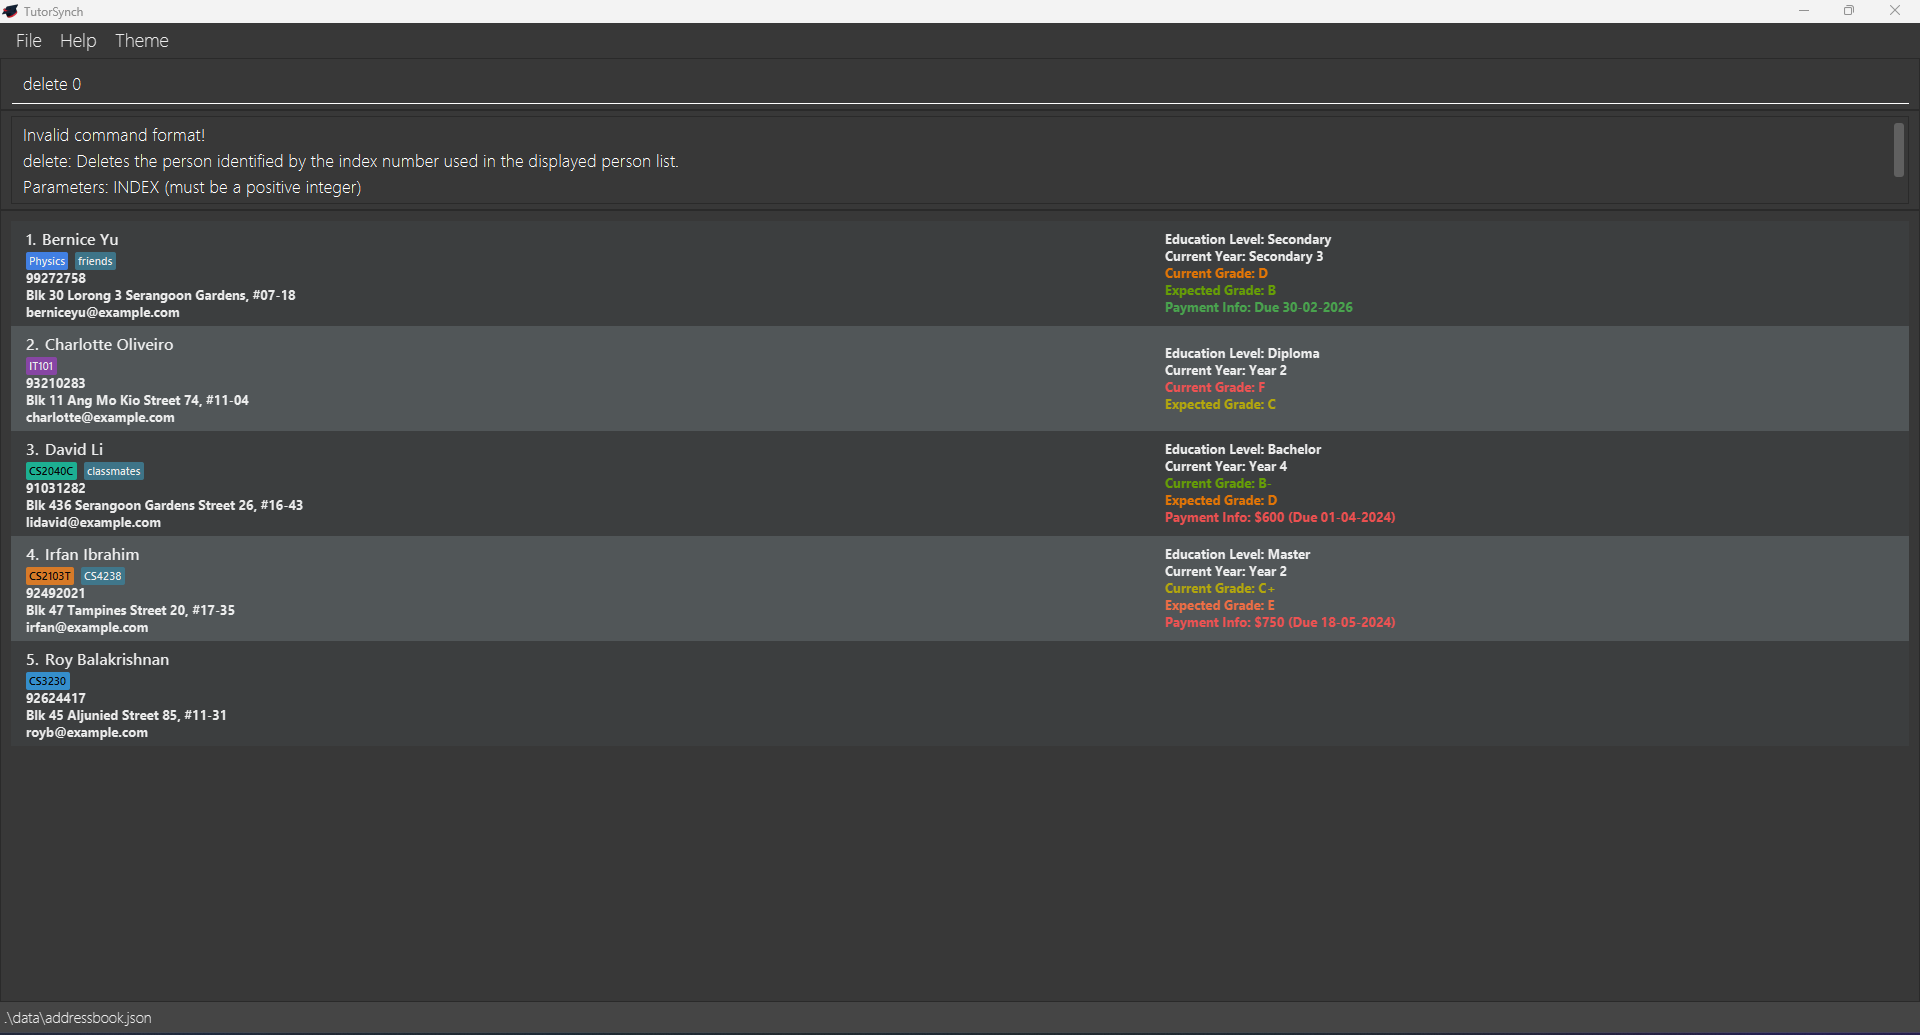 TutorSynch
File Help Theme
delete 0
Invalid command format!
delete: Deletes the person identified by the index number used in the displayed person list.
Parameters: INDEX (must be a positive integer)
1. Bernice Yu
Physics friends
99272758
Blk 30 Lorong 3 Serangoon Gardens, #07-18
berniceyu@example.com
Education Level: Secondary
Current Year: Secondary 3
Current Grade: D
Expected Grade: B
Payment Info: Due 30-02-2026
2. Charlotte Oliveiro
IT101
93210283
Blk 11 Ang Mo Kio Street 74, #11-04
charlotte@example.com
Education Level: Diploma
Current Year: Year 2
Current Grade: F
Expected Grade: C
3. David Li
CS2040C classmates
91031282
Blk 436 Serangoon Gardens Street 26, #16-43
lidavid@example.com
Education Level: Bachelor
Current Year: Year 4
Current Grade: B-
Expected Grade: D
Payment Info: $600 (Due 01-04-2024)
4. Irfan Ibrahim
CS2103T CS4238
92492021
Blk 47 Tampines Street 20, #17-35
irfan@example.com
Education Level: Master
Current Year: Year 2
Current Grade: C+
Expected Grade: E
Payment Info: $750 (Due 18-05-2024)
5. Roy Balakrishnan
CS3230
92624417
Blk 45 Aljunied Street 85, #11-31
royb@example.com
.\data\addressbook.json